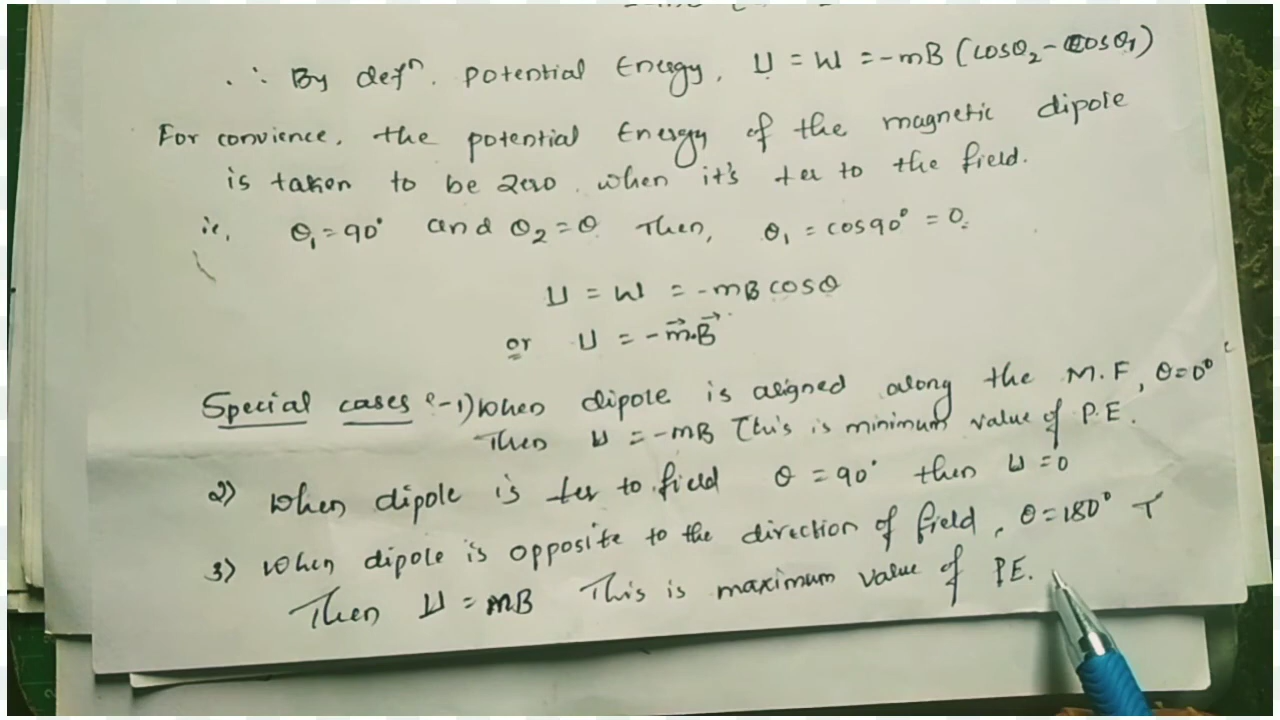 ∴ By defⁿ. potential Energy, U = W = -mB (cosθ₂ - cosθ₁)
For convience, the potential Energy of the magnetic dipole
is taken to be zero when it's ⊥er to the field.
ie, θ₁ = 90° and θ₂ = θ Then, θ₁ = cos90° = 0.
U = W = -mB cosθ
or U = -m⃗.B⃗
Special cases :- 1) When dipole is aligned along the M.F, θ=0°
Then U = -mB This is minimum value of P.E.
2) When dipole is ⊥er to field θ = 90° then U = 0
3) When dipole is opposite to the direction of field, θ = 180°
Then U = mB This is maximum value of P.E.